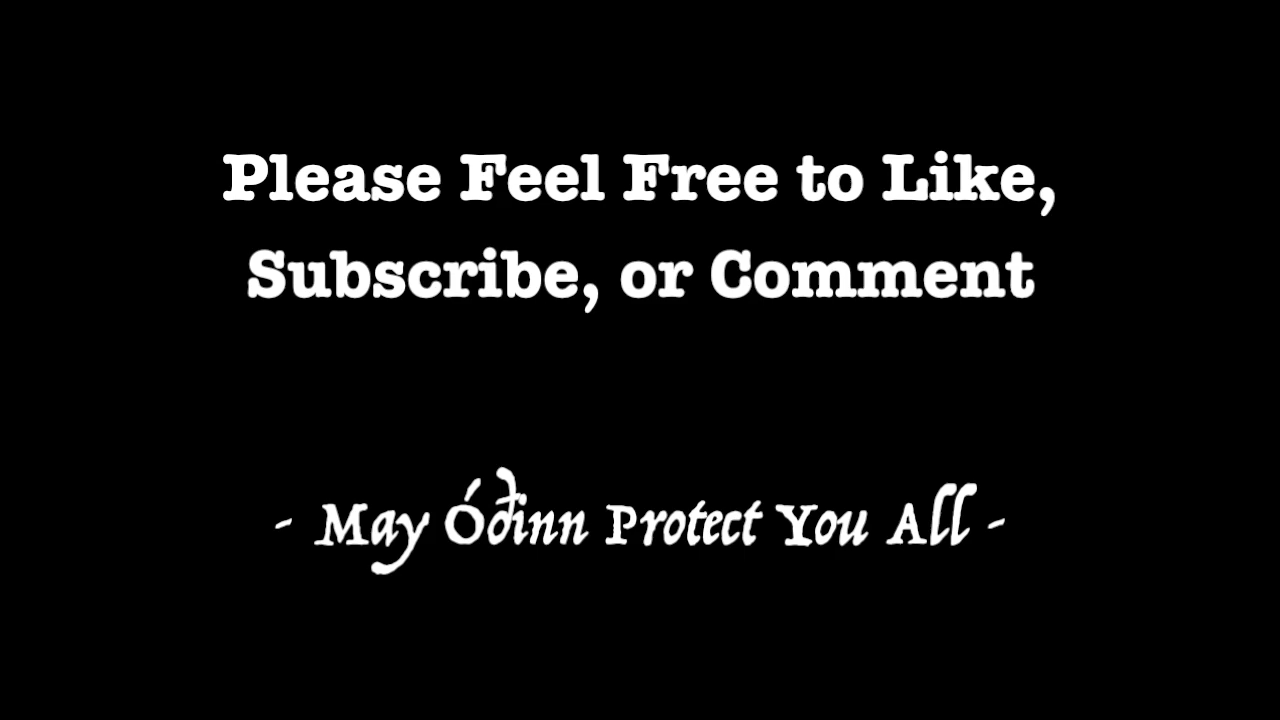 Please Feel Free to Like,
Subscribe, or Comment
- May Óðinn Protect You All -